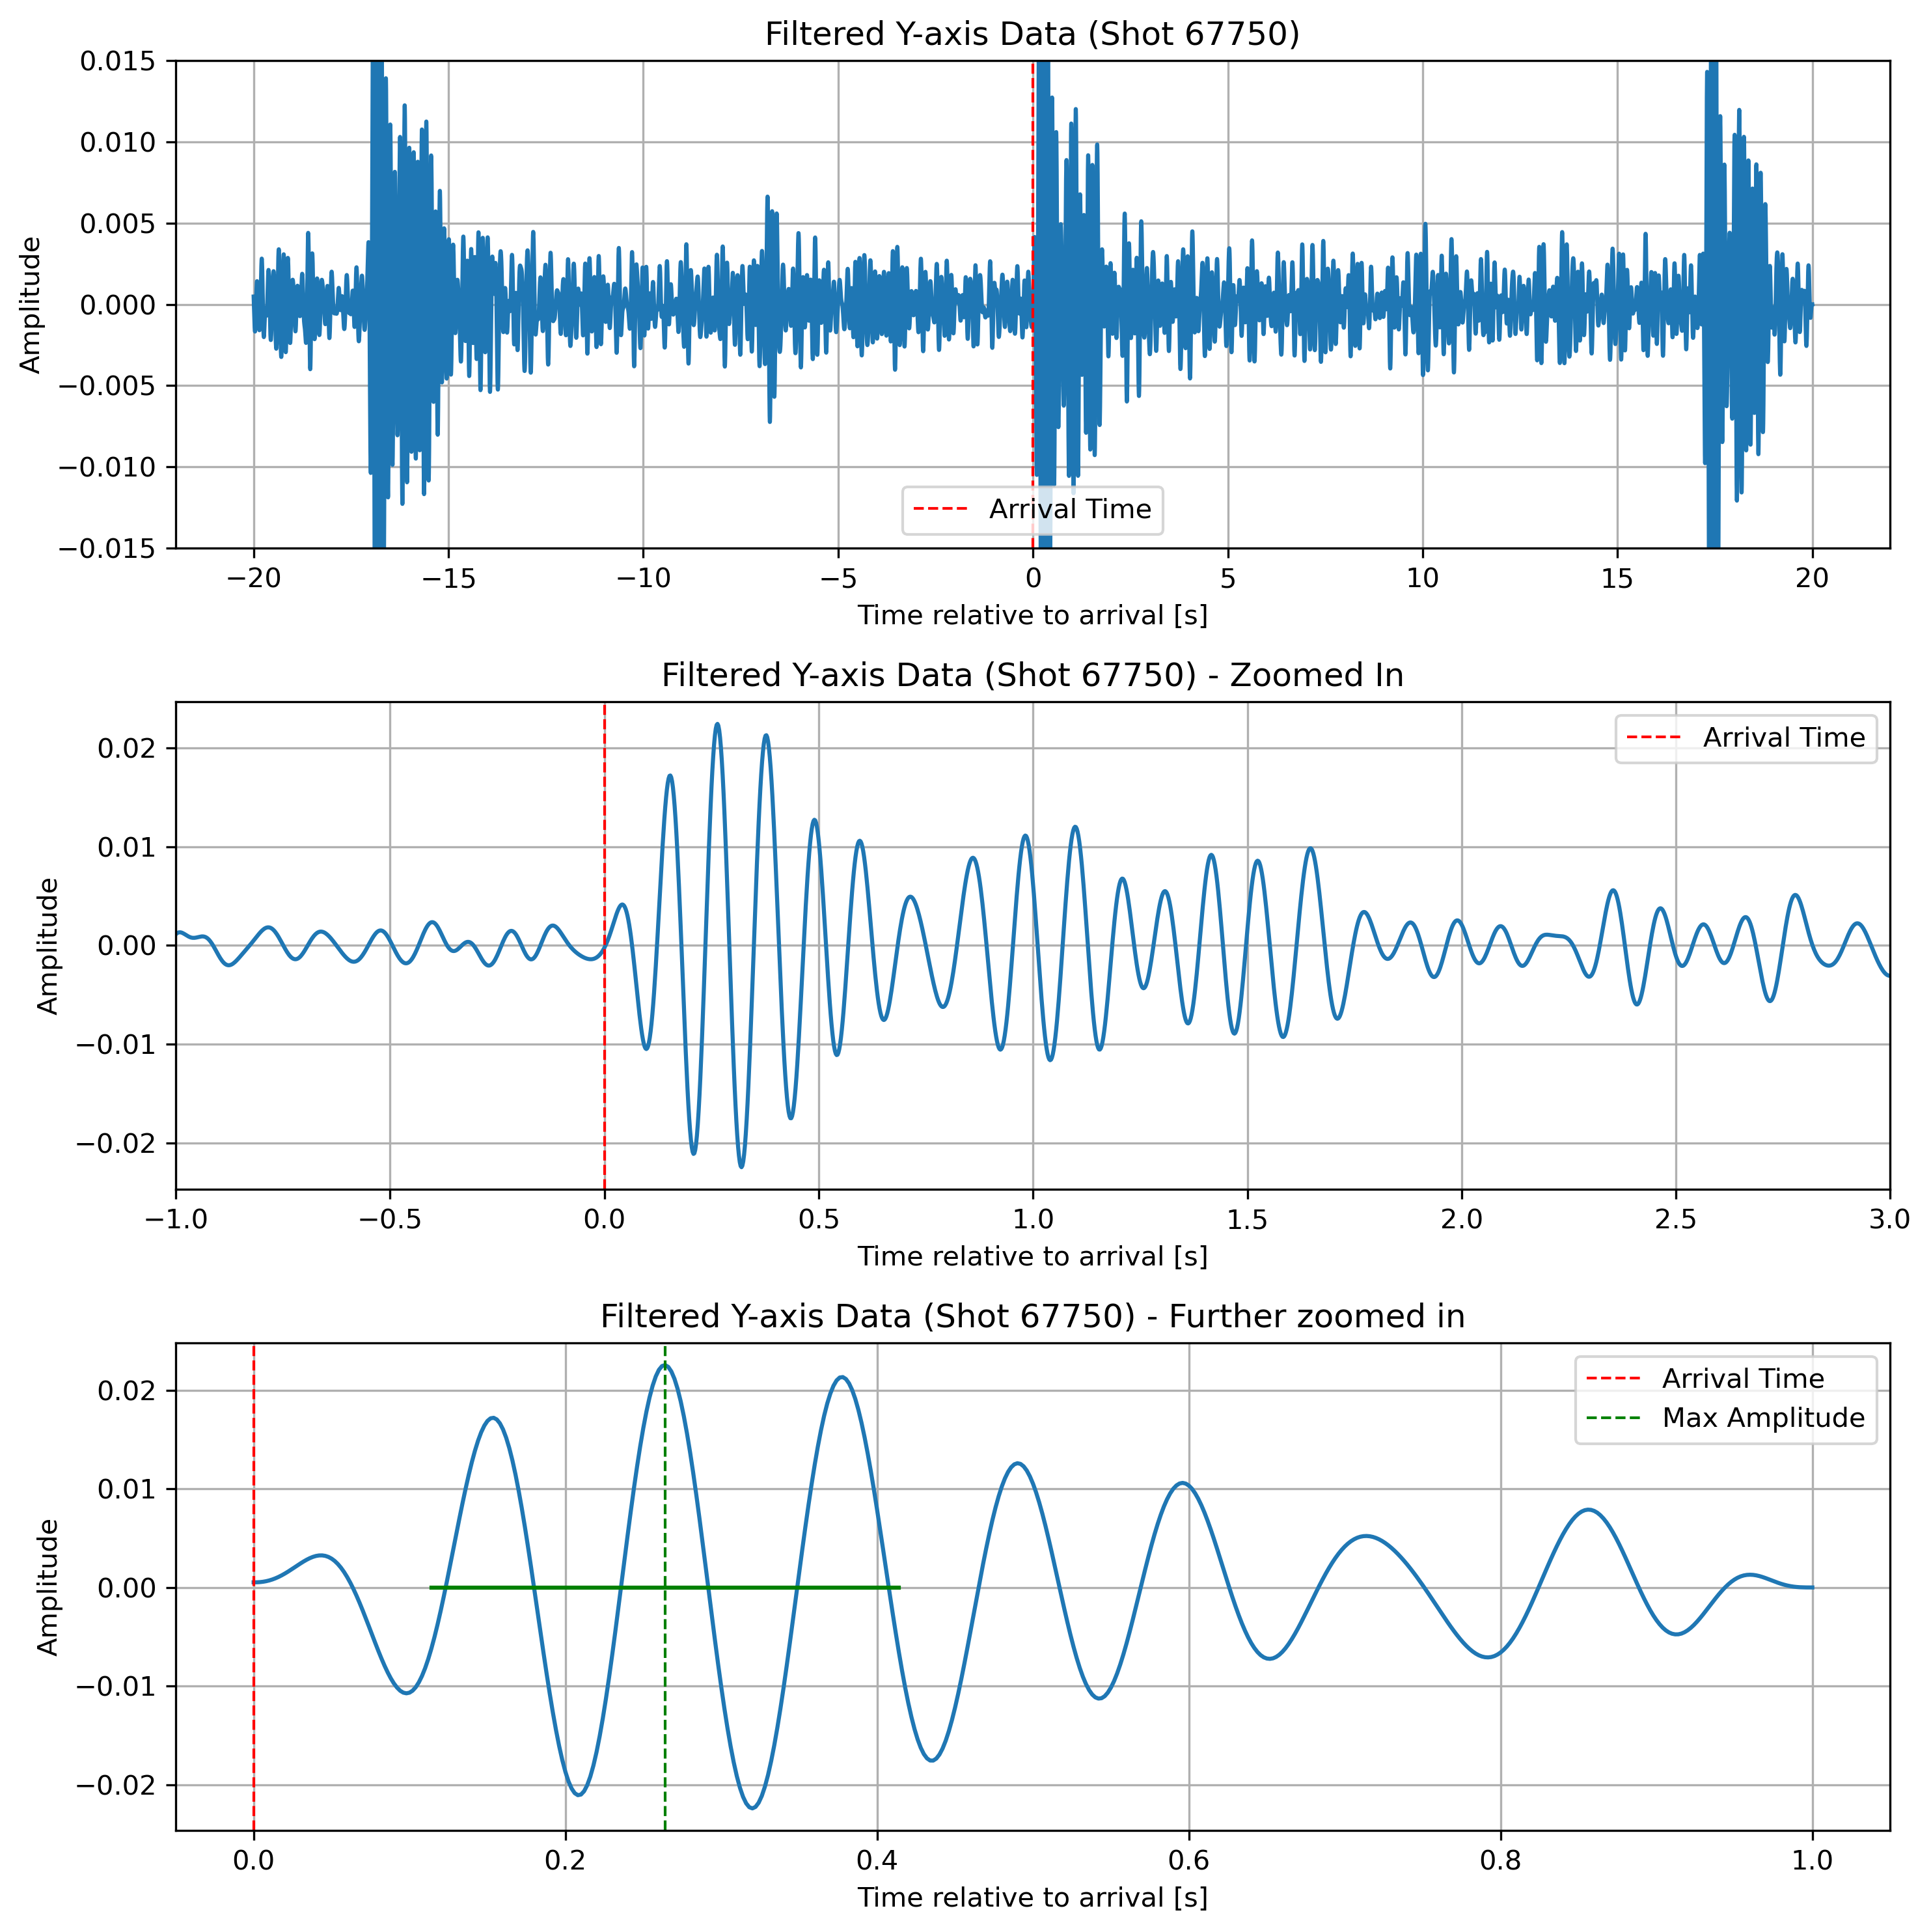 Filtered Y-axis Data (Shot 67750)
0.015
0.010
0.005
0.000
−0.005
−0.010
−0.015
Amplitude
Arrival Time
−20 −15 −10 −5 0 5 10 15 20
Time relative to arrival [s]
Filtered Y-axis Data (Shot 67750) - Zoomed In
Arrival Time
0.02
0.01
0.00
−0.01
−0.02
Amplitude
−1.0 −0.5 0.0 0.5 1.0 1.5 2.0 2.5 3.0
Time relative to arrival [s]
Filtered Y-axis Data (Shot 67750) - Further zoomed in
Arrival Time
Max Amplitude
0.02
0.01
0.00
−0.01
−0.02
Amplitude
0.0 0.2 0.4 0.6 0.8 1.0
Time relative to arrival [s]